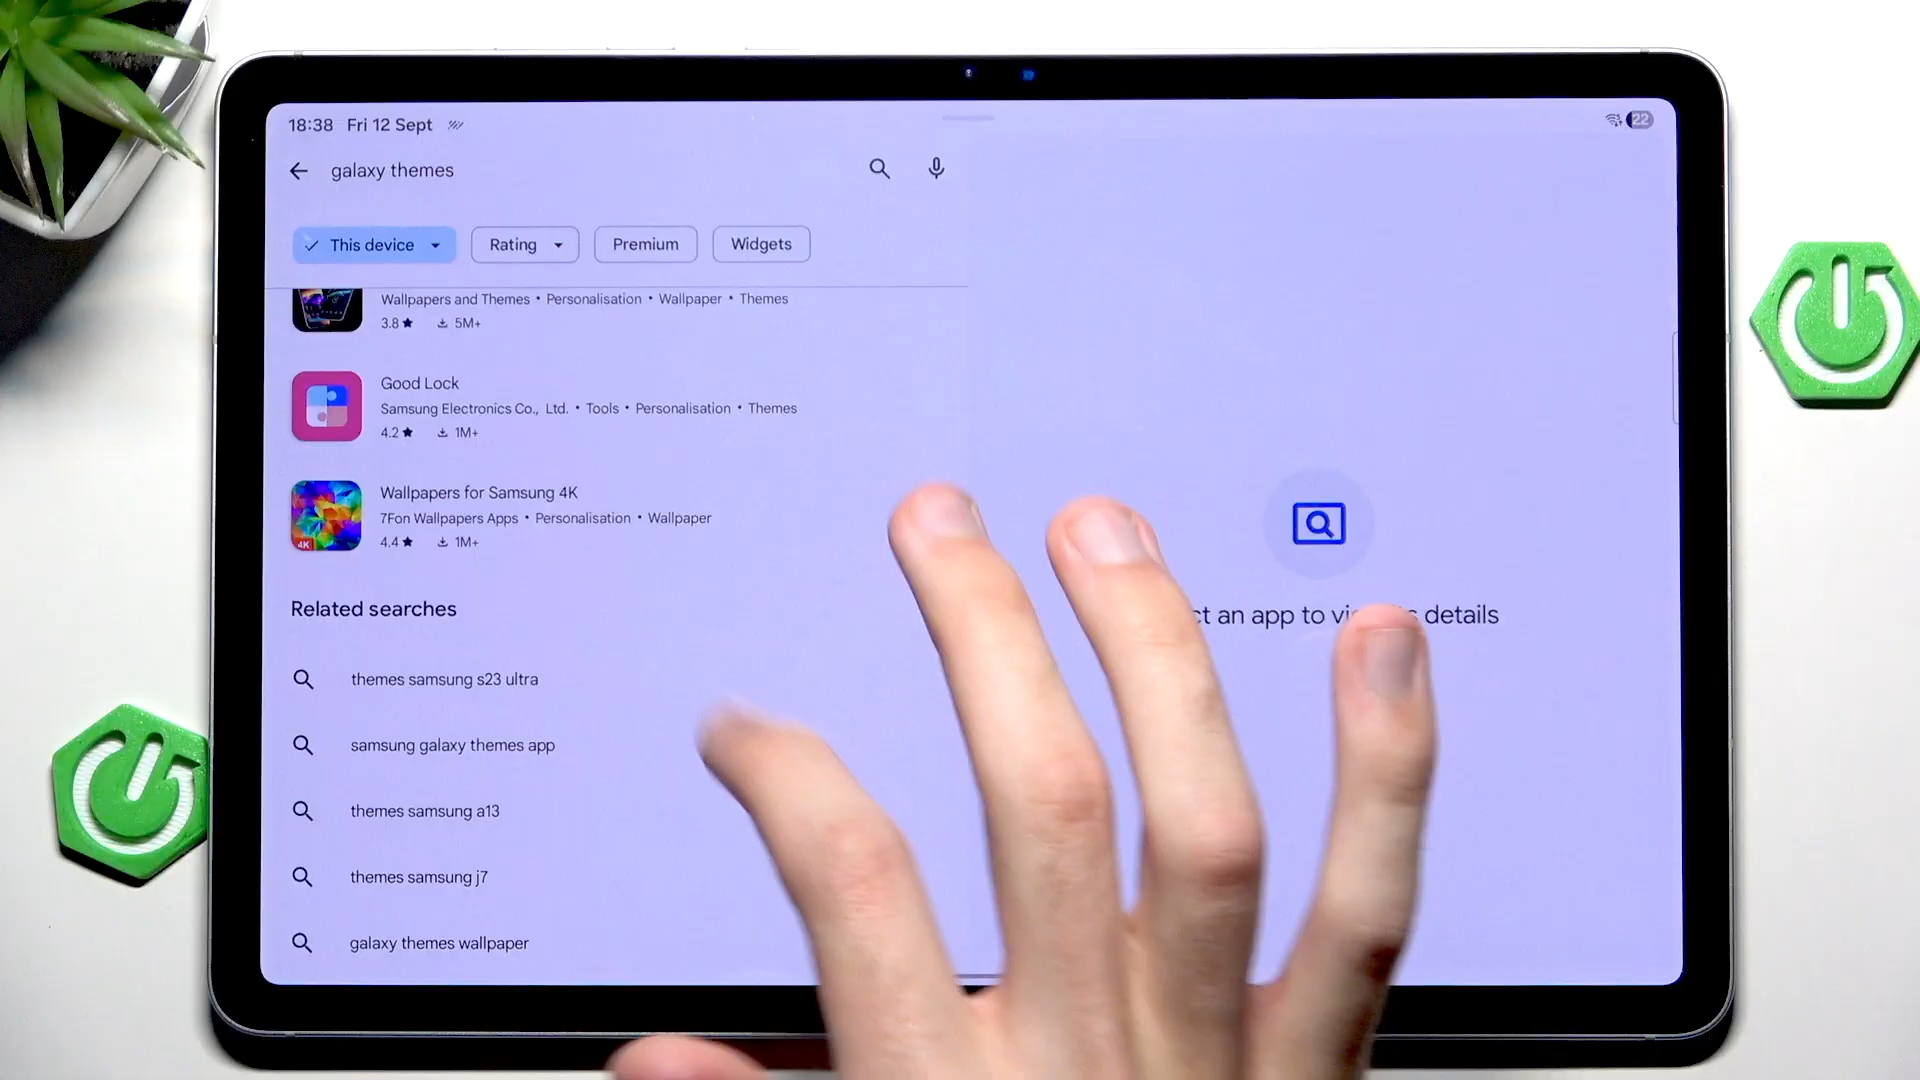 18:38 Fri 12 Sept
22
galaxy themes
This device
Rating
Premium
Widgets
Wallpapers and Themes • Personalisation • Wallpaper • Themes
3.8★ 5M+
Good Lock
Samsung Electronics Co., Ltd. • Tools • Personalisation • Themes
4.2★ 1M+
Wallpapers for Samsung 4K
7Fon Wallpapers Apps • Personalisation • Wallpaper
4.4★ 1M+
4K
Related searches
themes samsung s23 ultra
samsung galaxy themes app
themes samsung a13
themes samsung j7
galaxy themes wallpaper
an app to details